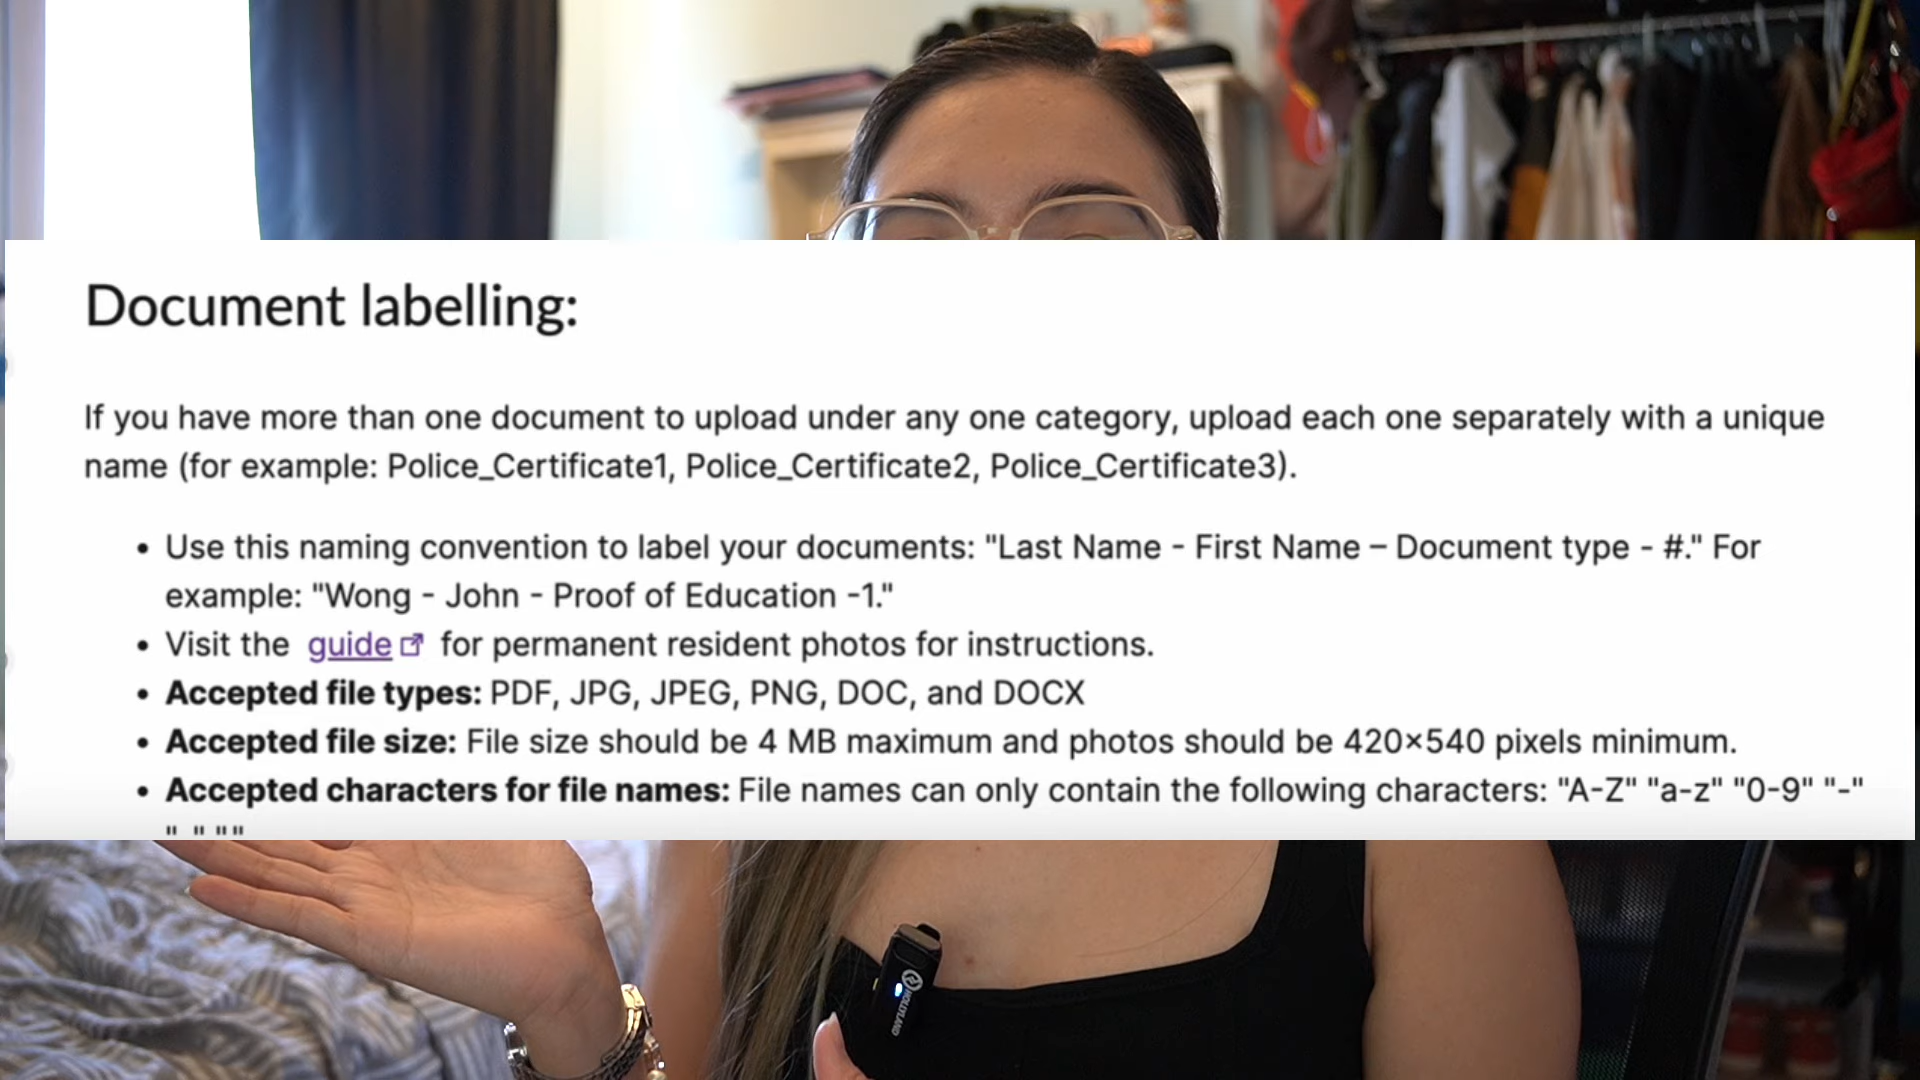 Document labelling:
If you have more than one document to upload under any one category, upload each one separately with a unique
name (for example: Police_Certificate1, Police_Certificate2, Police_Certificate3).
• Use this naming convention to label your documents: "Last Name - First Name – Document type - #." For
example: "Wong - John - Proof of Education -1."
• Visit the guide for permanent resident photos for instructions.
• Accepted file types: PDF, JPG, JPEG, PNG, DOC, and DOCX
• Accepted file size: File size should be 4 MB maximum and photos should be 420×540 pixels minimum.
• Accepted characters for file names: File names can only contain the following characters: "A-Z" "a-z" "0-9" "-"
HOLLYLAND